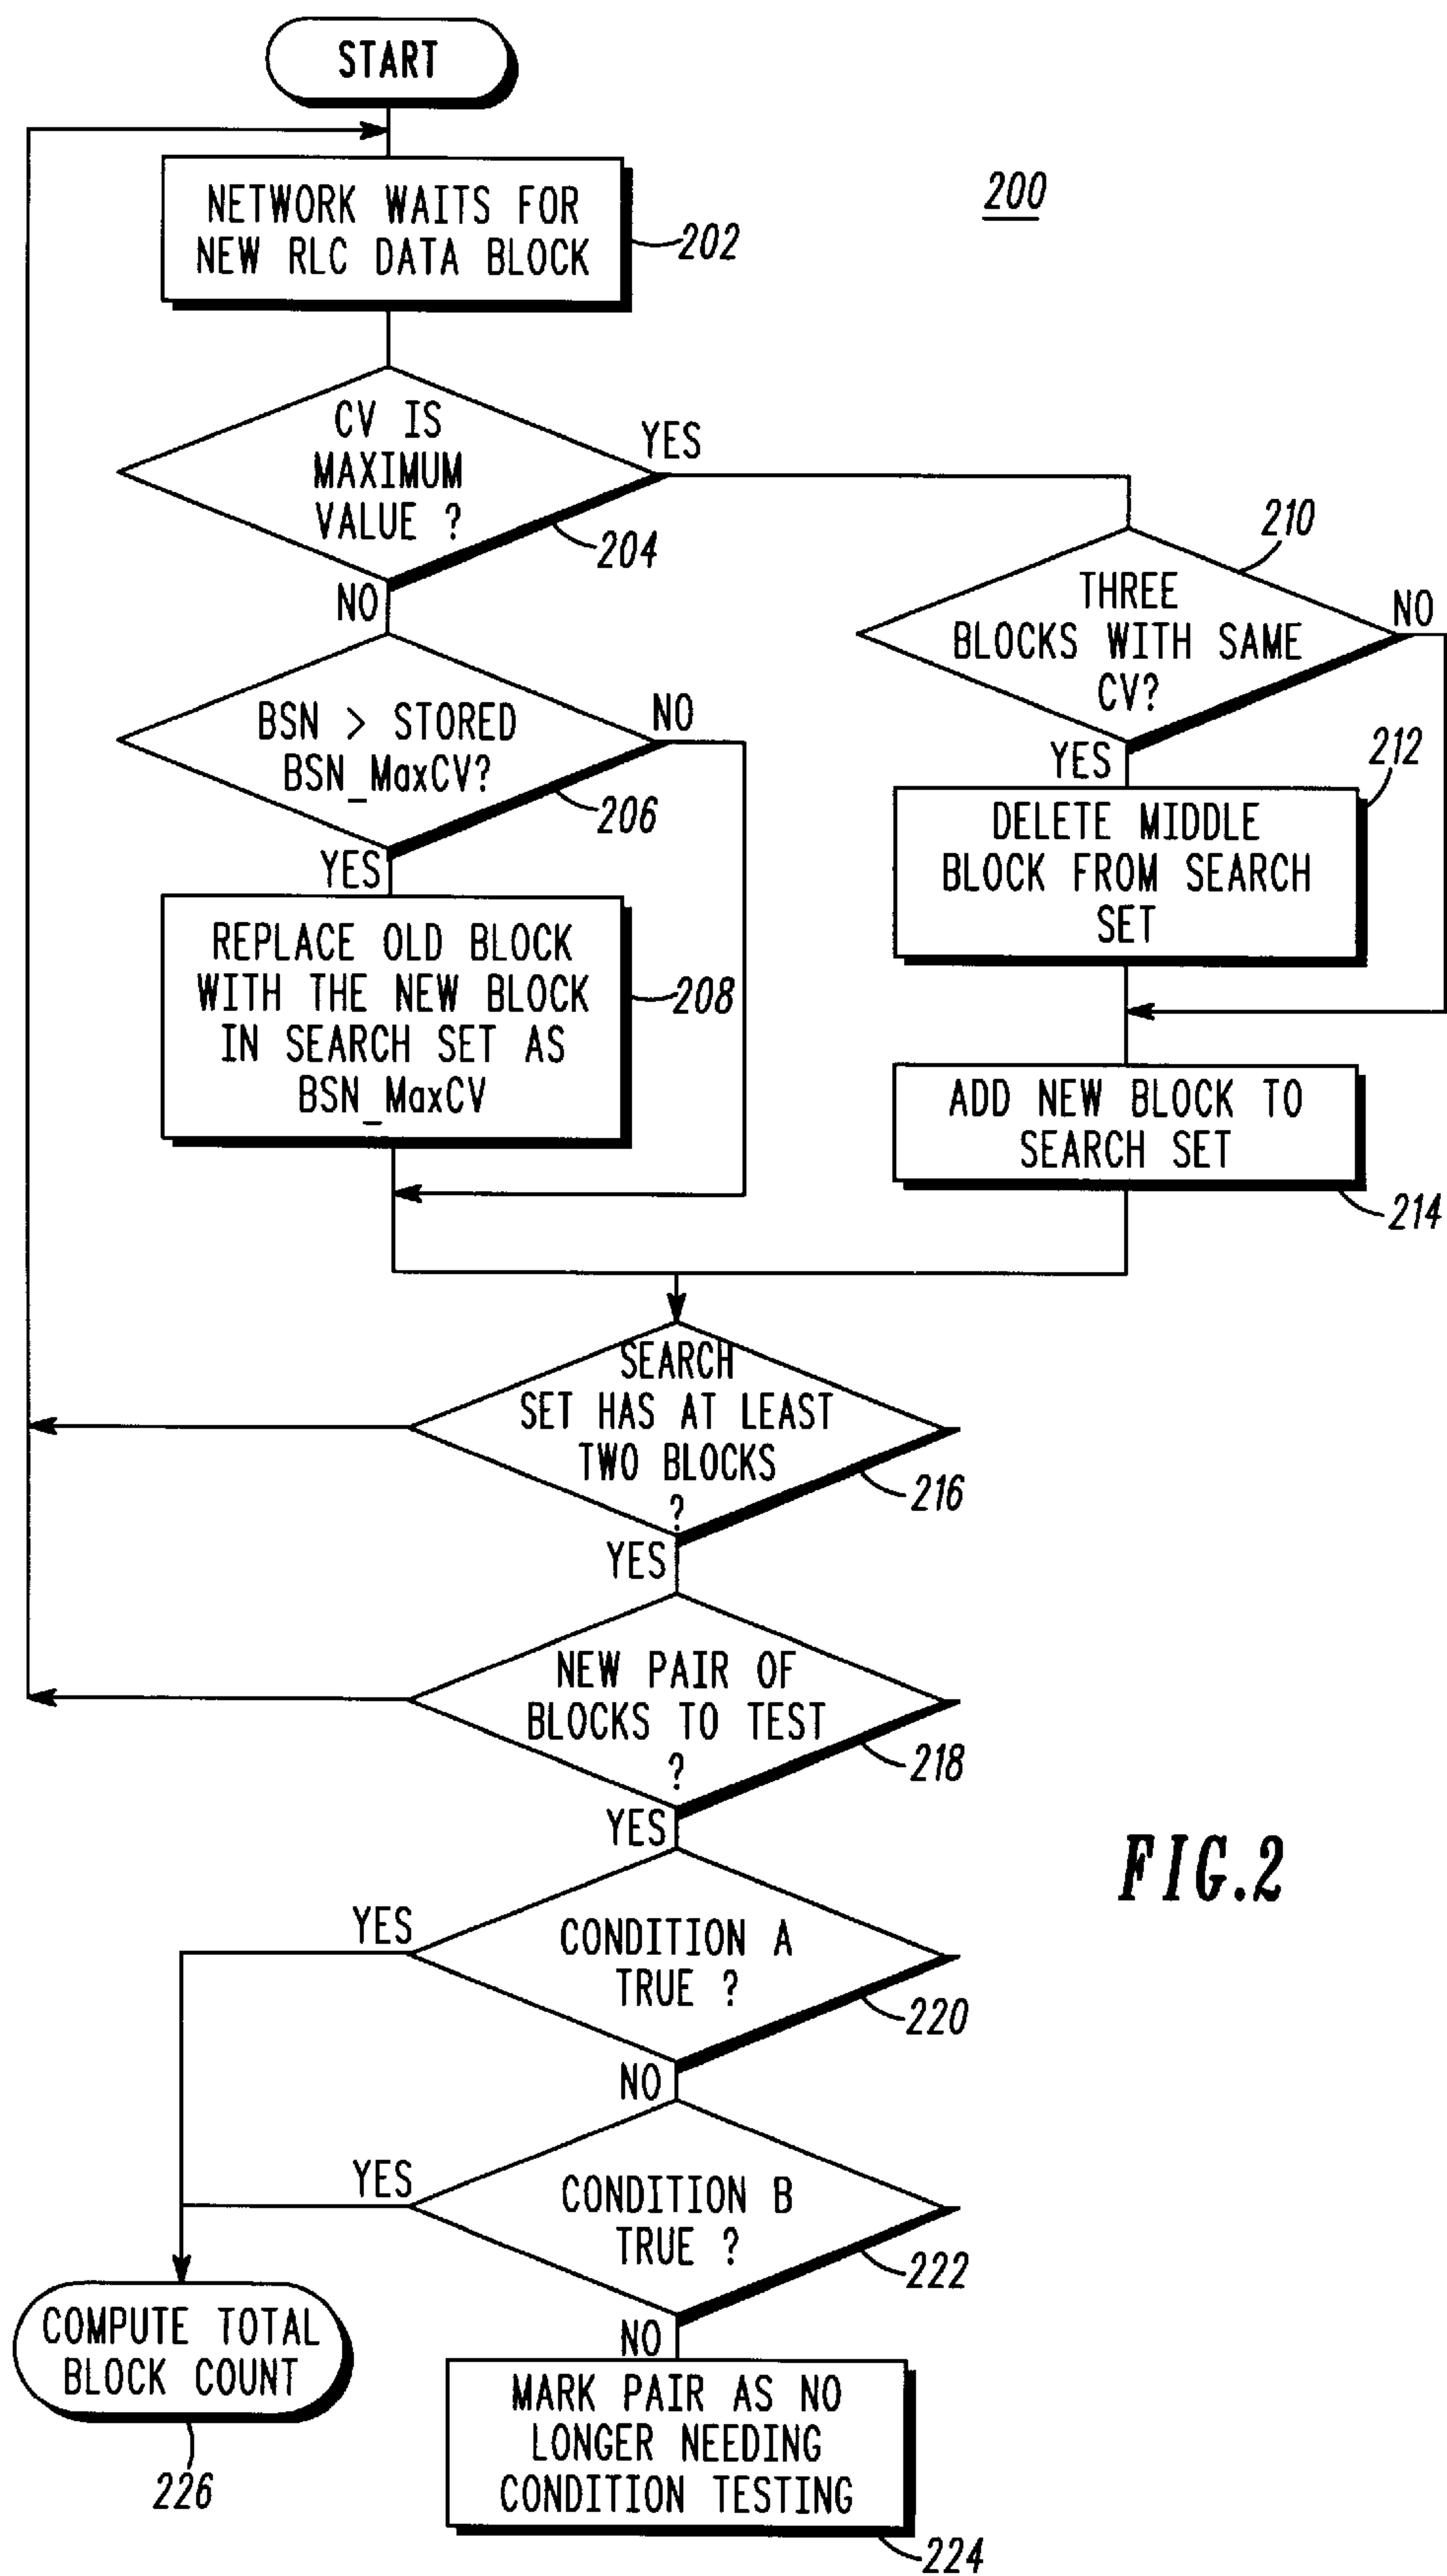 START
200
NETWORK WAITS FOR
NEW RLC DATA BLOCK
202
CV IS
MAXIMUM
VALUE ?
YES
204
NO
210
THREE
BLOCKS WITH SAME
CV?
NO
YES
BSN > STORED
BSN_MaxCV?
NO
206
YES
212
DELETE MIDDLE
BLOCK FROM SEARCH
SET
REPLACE OLD BLOCK
WITH THE NEW BLOCK
IN SEARCH SET AS
BSN_MaxCV
208
ADD NEW BLOCK TO
SEARCH SET
214
SEARCH
SET HAS AT LEAST
TWO BLOCKS
?
216
YES
NEW PAIR OF
BLOCKS TO TEST
?
218
YES
FIG.2
CONDITION A
TRUE ?
YES
220
NO
CONDITION B
TRUE ?
YES
222
NO
COMPUTE TOTAL
BLOCK COUNT
226
MARK PAIR AS NO
LONGER NEEDING
CONDITION TESTING
224